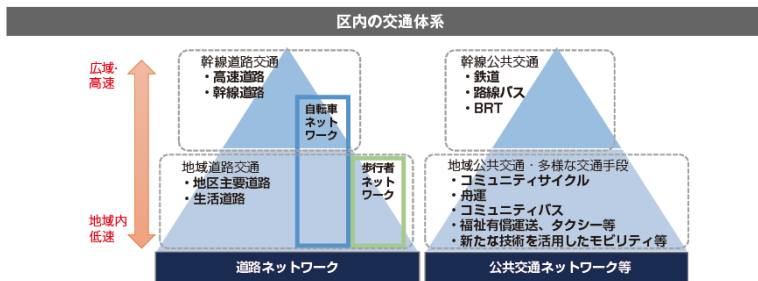 区内の交通体系
広域・
高速
地域内
低速
幹線道路交通
・高速道路
・幹線道路
自転車
ネット
ワーク
地域道路交通
・地区主要道路
・生活道路
歩行者
ネット
ワーク
道路ネットワーク
幹線公共交通
・鉄道
・路線バス
・BRT
地域公共交通・多様な交通手段
・コミュニティサイクル
・舟運
・コミュニティバス
・福祉有償運送、タクシー等
・新たな技術を活用したモビリティ等
公共交通ネットワーク等